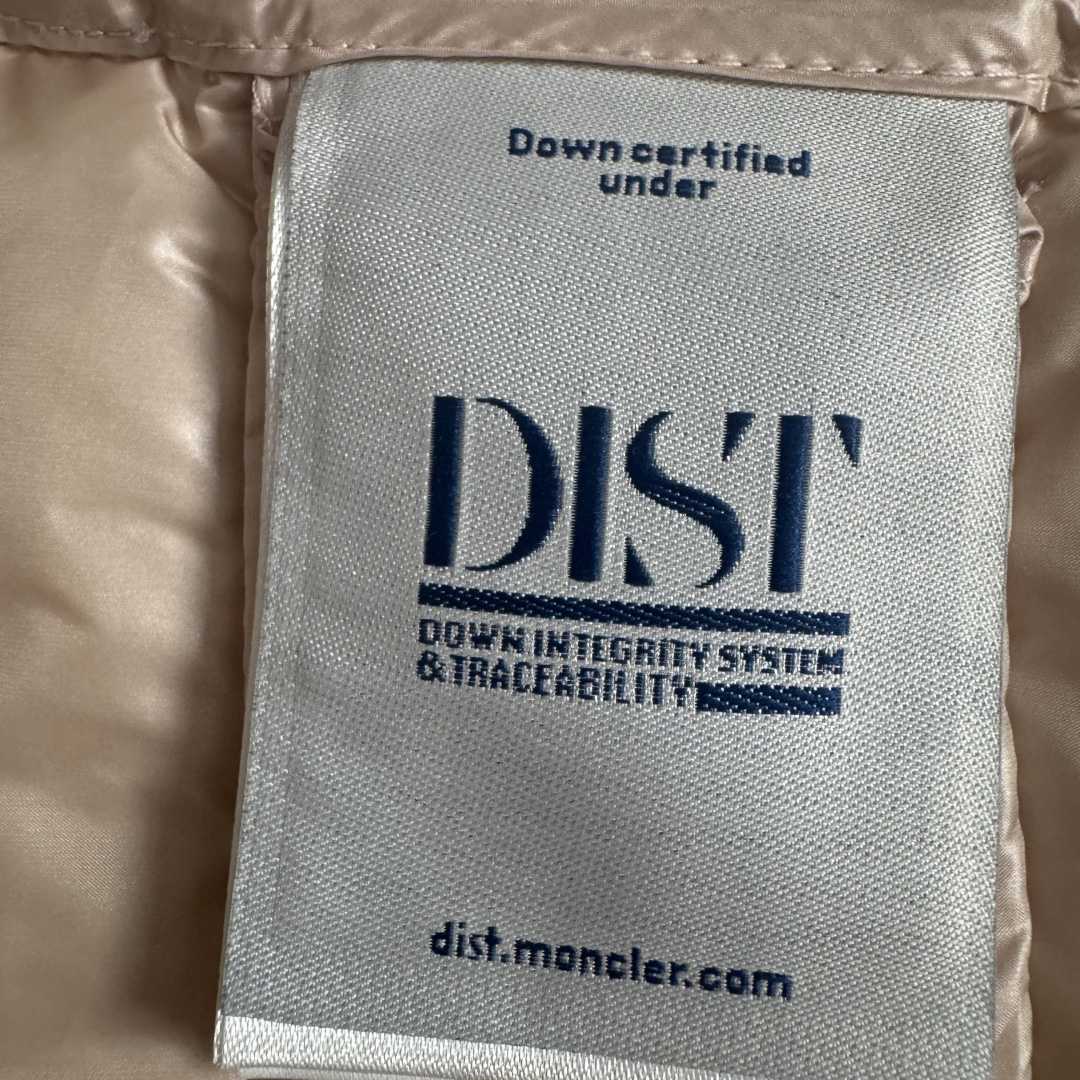 Down certified
under
DIST
DOWN INTEGRITY SYSTEM
& TRACEABILITY
dist.moncler.com